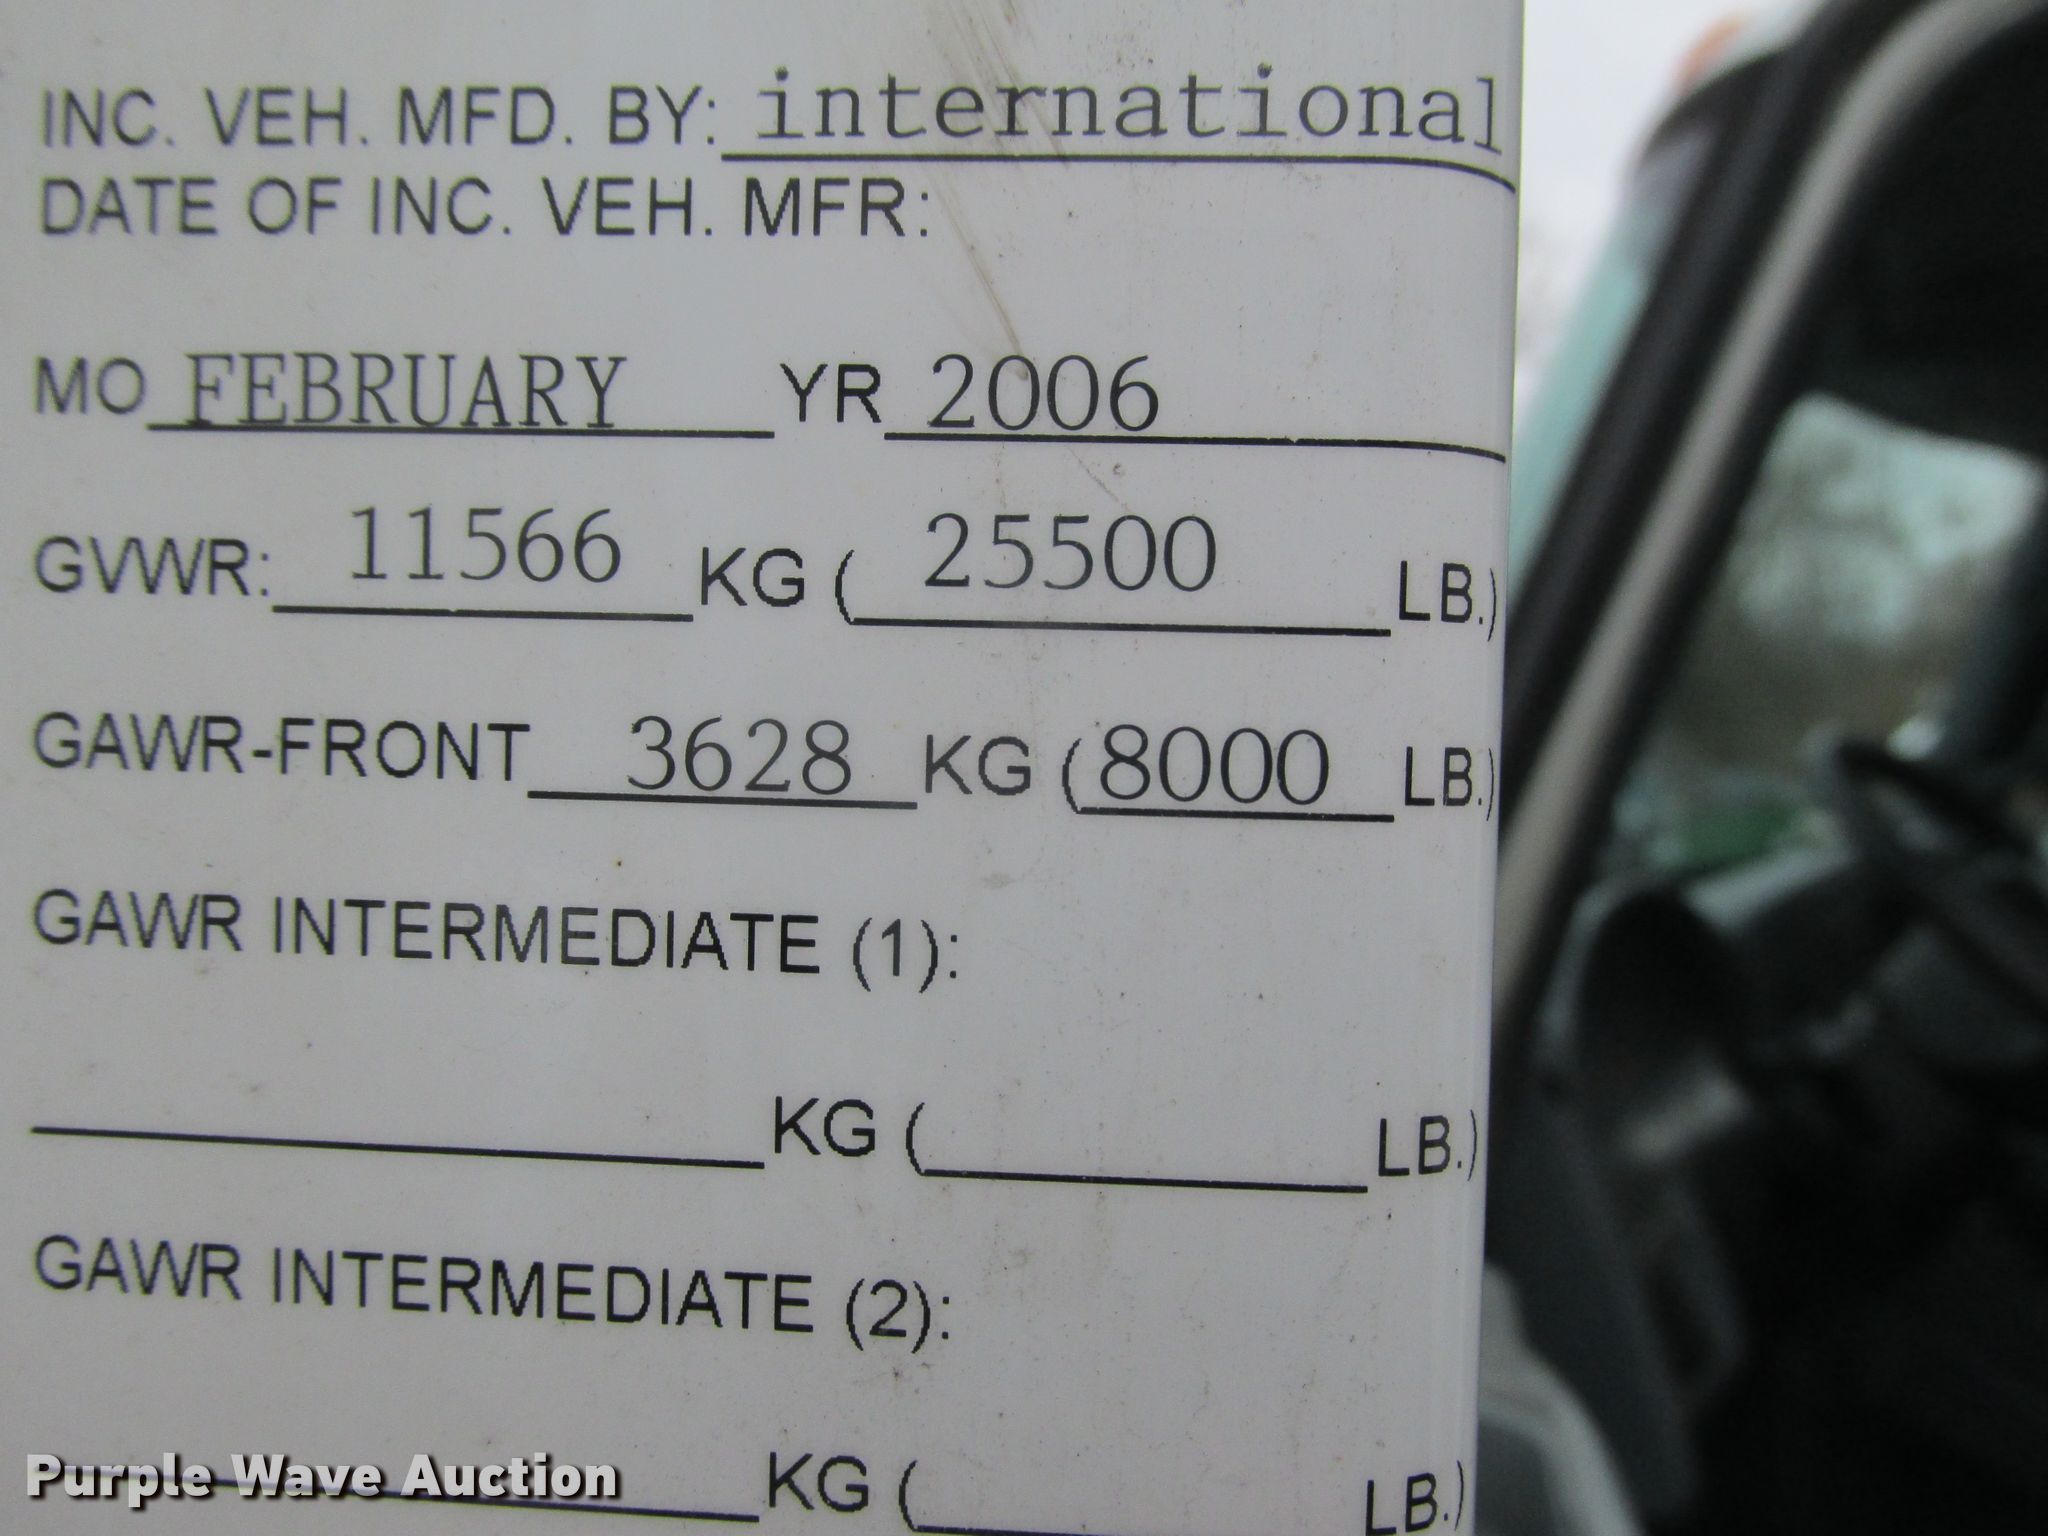 INC. VEH. MFD. BY: international
DATE OF INC. VEH. MFR:
MO FEBRUARY YR 2006
GVWR: 11566 KG ( 25500 LB.)
GAWR-FRONT 3628 KG (8000 LB.)
GAWR INTERMEDIATE (1):
KG ( LB.)
GAWR INTERMEDIATE (2):
KG ( LB.)
Purple Wave Auction